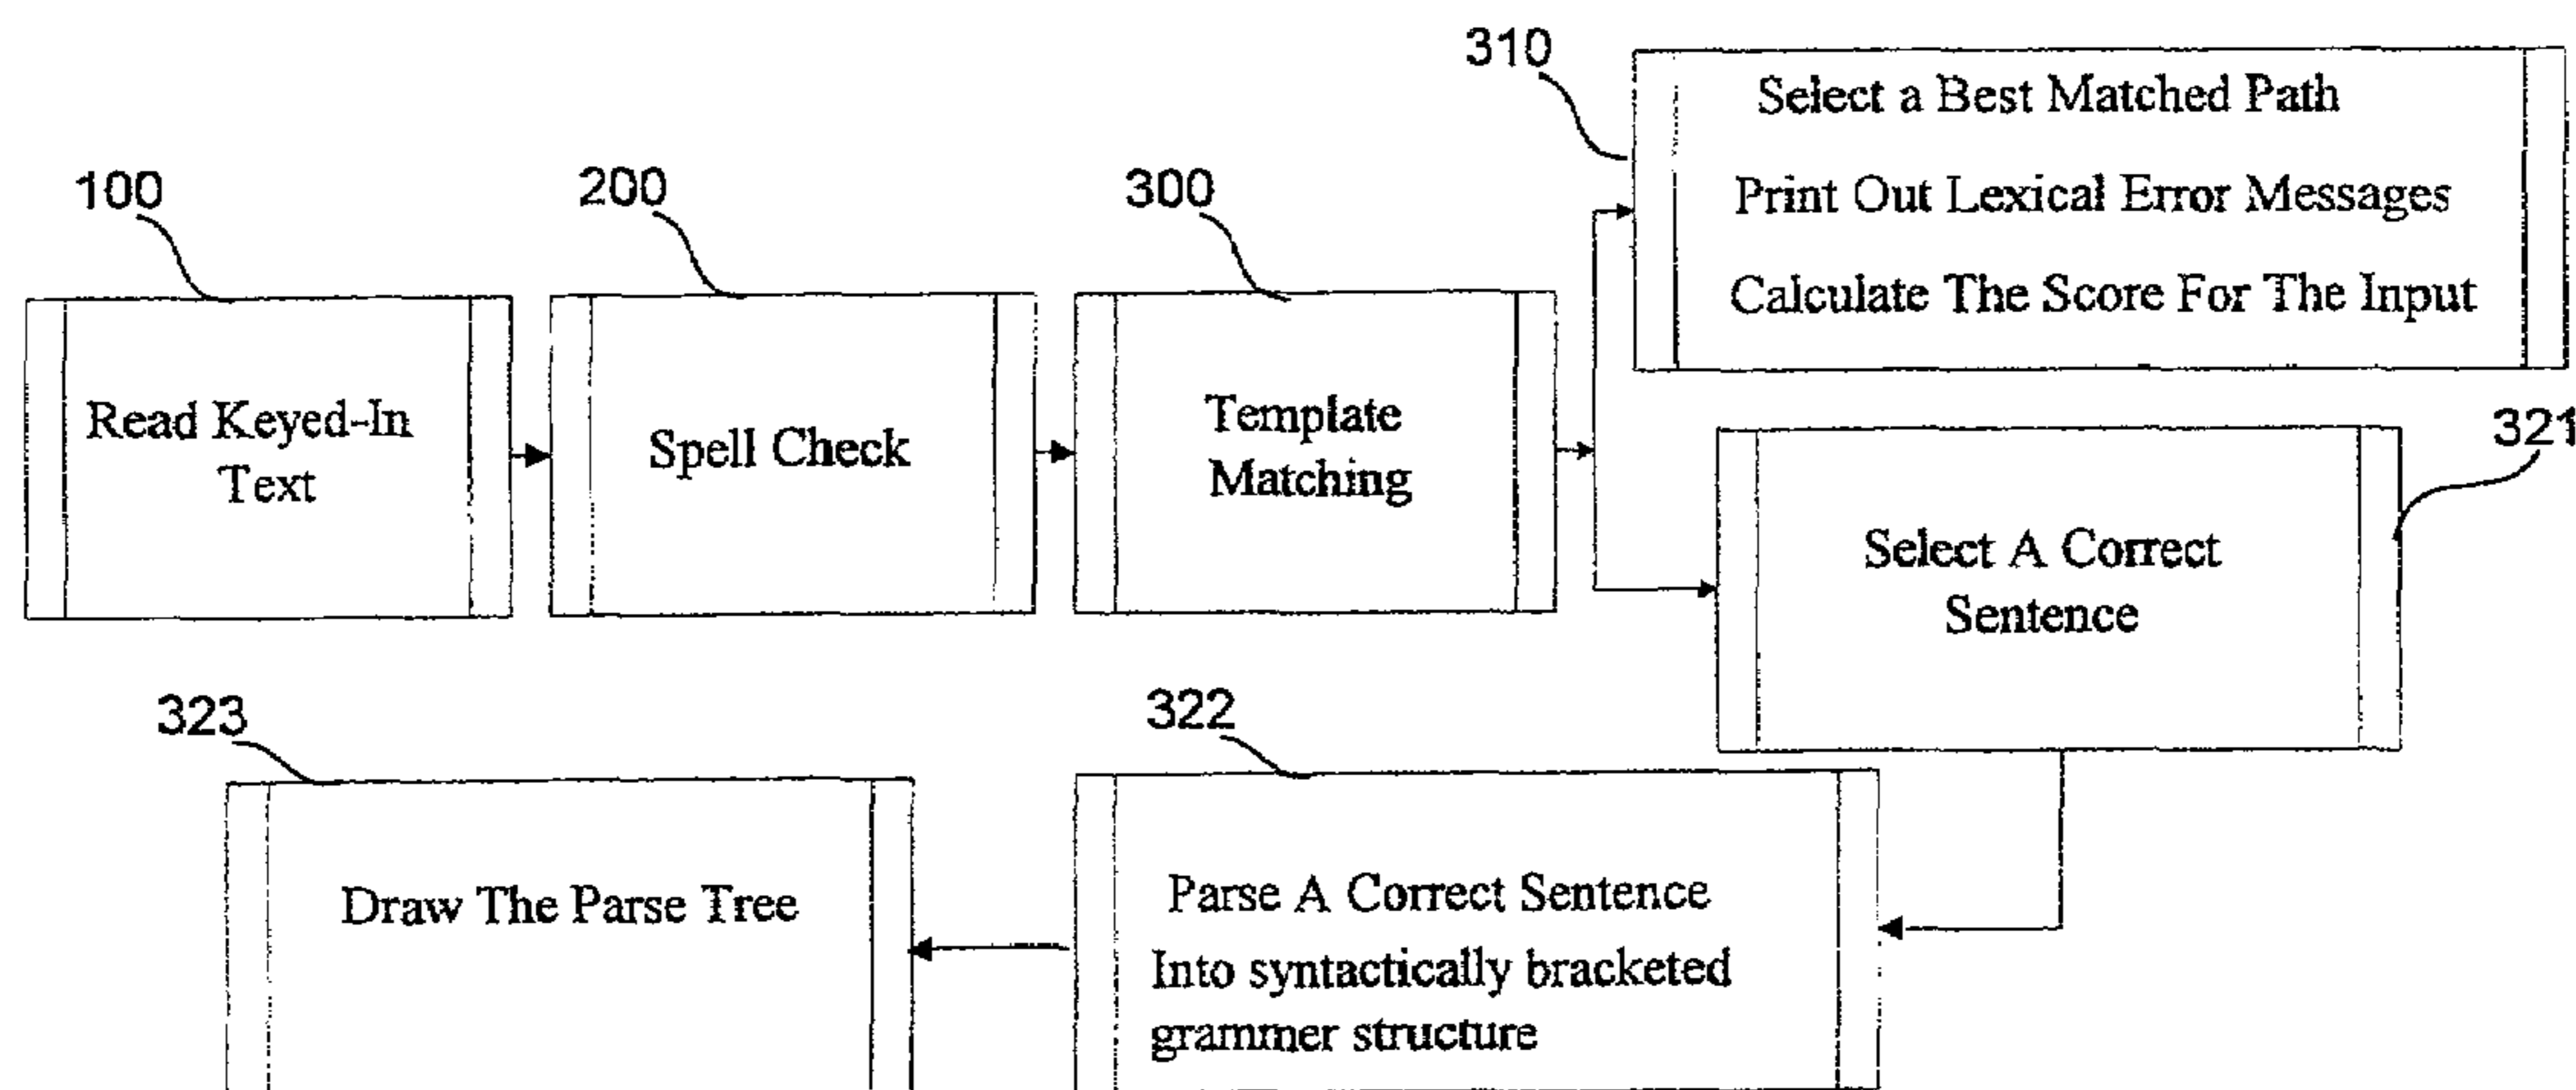 310
Select a Best Matched Path
Print Out Lexical Error Messages
Calculate The Score For The Input
100
200
300
Read Keyed-In
Text
Spell Check
Template
Matching
321
Select A Correct
Sentence
323
322
Draw The Parse Tree
Parse A Correct Sentence
Into syntactically bracketed
grammer structure